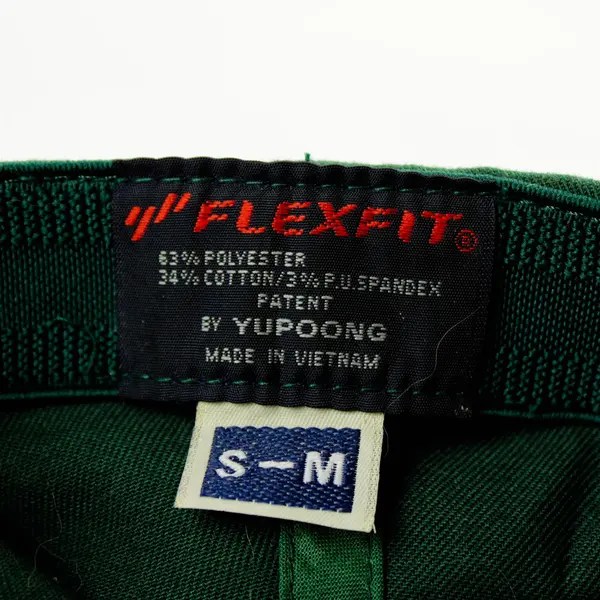 FLEXFIT®
63% POLYESTER
34% COTTON/3% P.U.SPANDEX
PATENT
BY YUPOONG
MADE IN VIETNAM
S-M